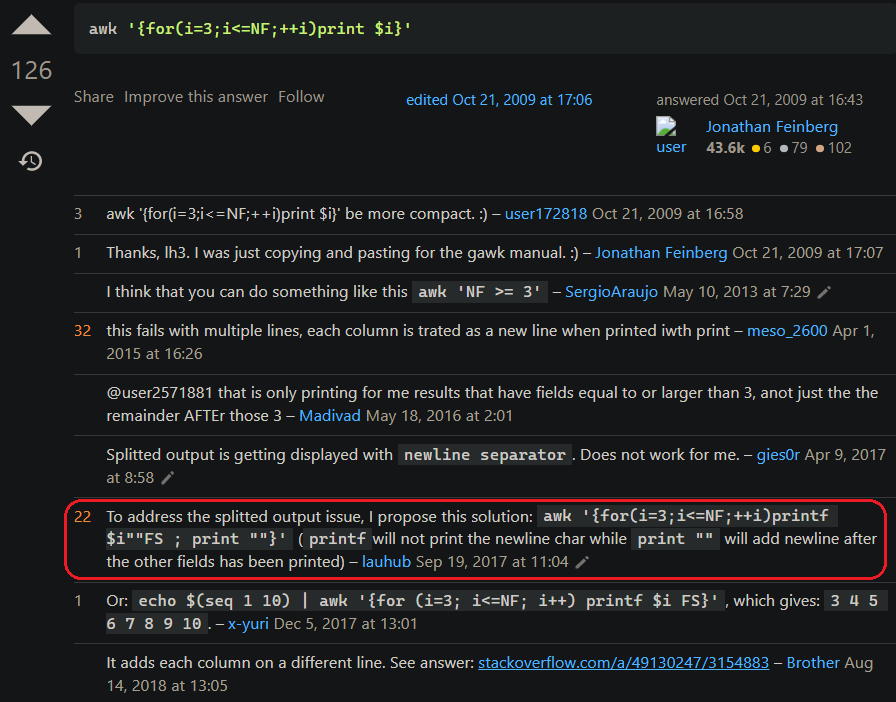 awk '{for(i=3;i<=NF;++i)print $i}'
126
Share Improve this answer Follow
edited Oct 21, 2009 at 17:06
answered Oct 21, 2009 at 16:43
user
Jonathan Feinberg
43.6k 6 79 102
3 awk '{for(i=3;i<=NF;++i)print $i}' be more compact. :) – user172818 Oct 21, 2009 at 16:58
1 Thanks, lh3. I was just copying and pasting for the gawk manual. :) – Jonathan Feinberg Oct 21, 2009 at 17:07
I think that you can do something like this awk 'NF >= 3' – SergioAraujo May 10, 2013 at 7:29
32 this fails with multiple lines, each column is trated as a new line when printed iwth print – meso_2600 Apr 1,
2015 at 16:26
@user2571881 that is only printing for me results that have fields equal to or larger than 3, anot just the the
remainder AFTEr those 3 – Madivad May 18, 2016 at 2:01
Splitted output is getting displayed with newline separator. Does not work for me. – gies0r Apr 9, 2017
at 8:58
22 To address the splitted output issue, I propose this solution: awk '{for(i=3;i<=NF;++i)printf
$i""FS ; print ""}' (printf will not print the newline char while print "" will add newline after
the other fields has been printed) – lauhub Sep 19, 2017 at 11:04
1 Or: echo $(seq 1 10) | awk '{for (i=3; i<=NF; i++) printf $i FS}', which gives: 3 4 5
6 7 8 9 10. – x-yuri Dec 5, 2017 at 13:01
It adds each column on a different line. See answer: stackoverflow.com/a/49130247/3154883 – Brother Aug
14, 2018 at 13:05